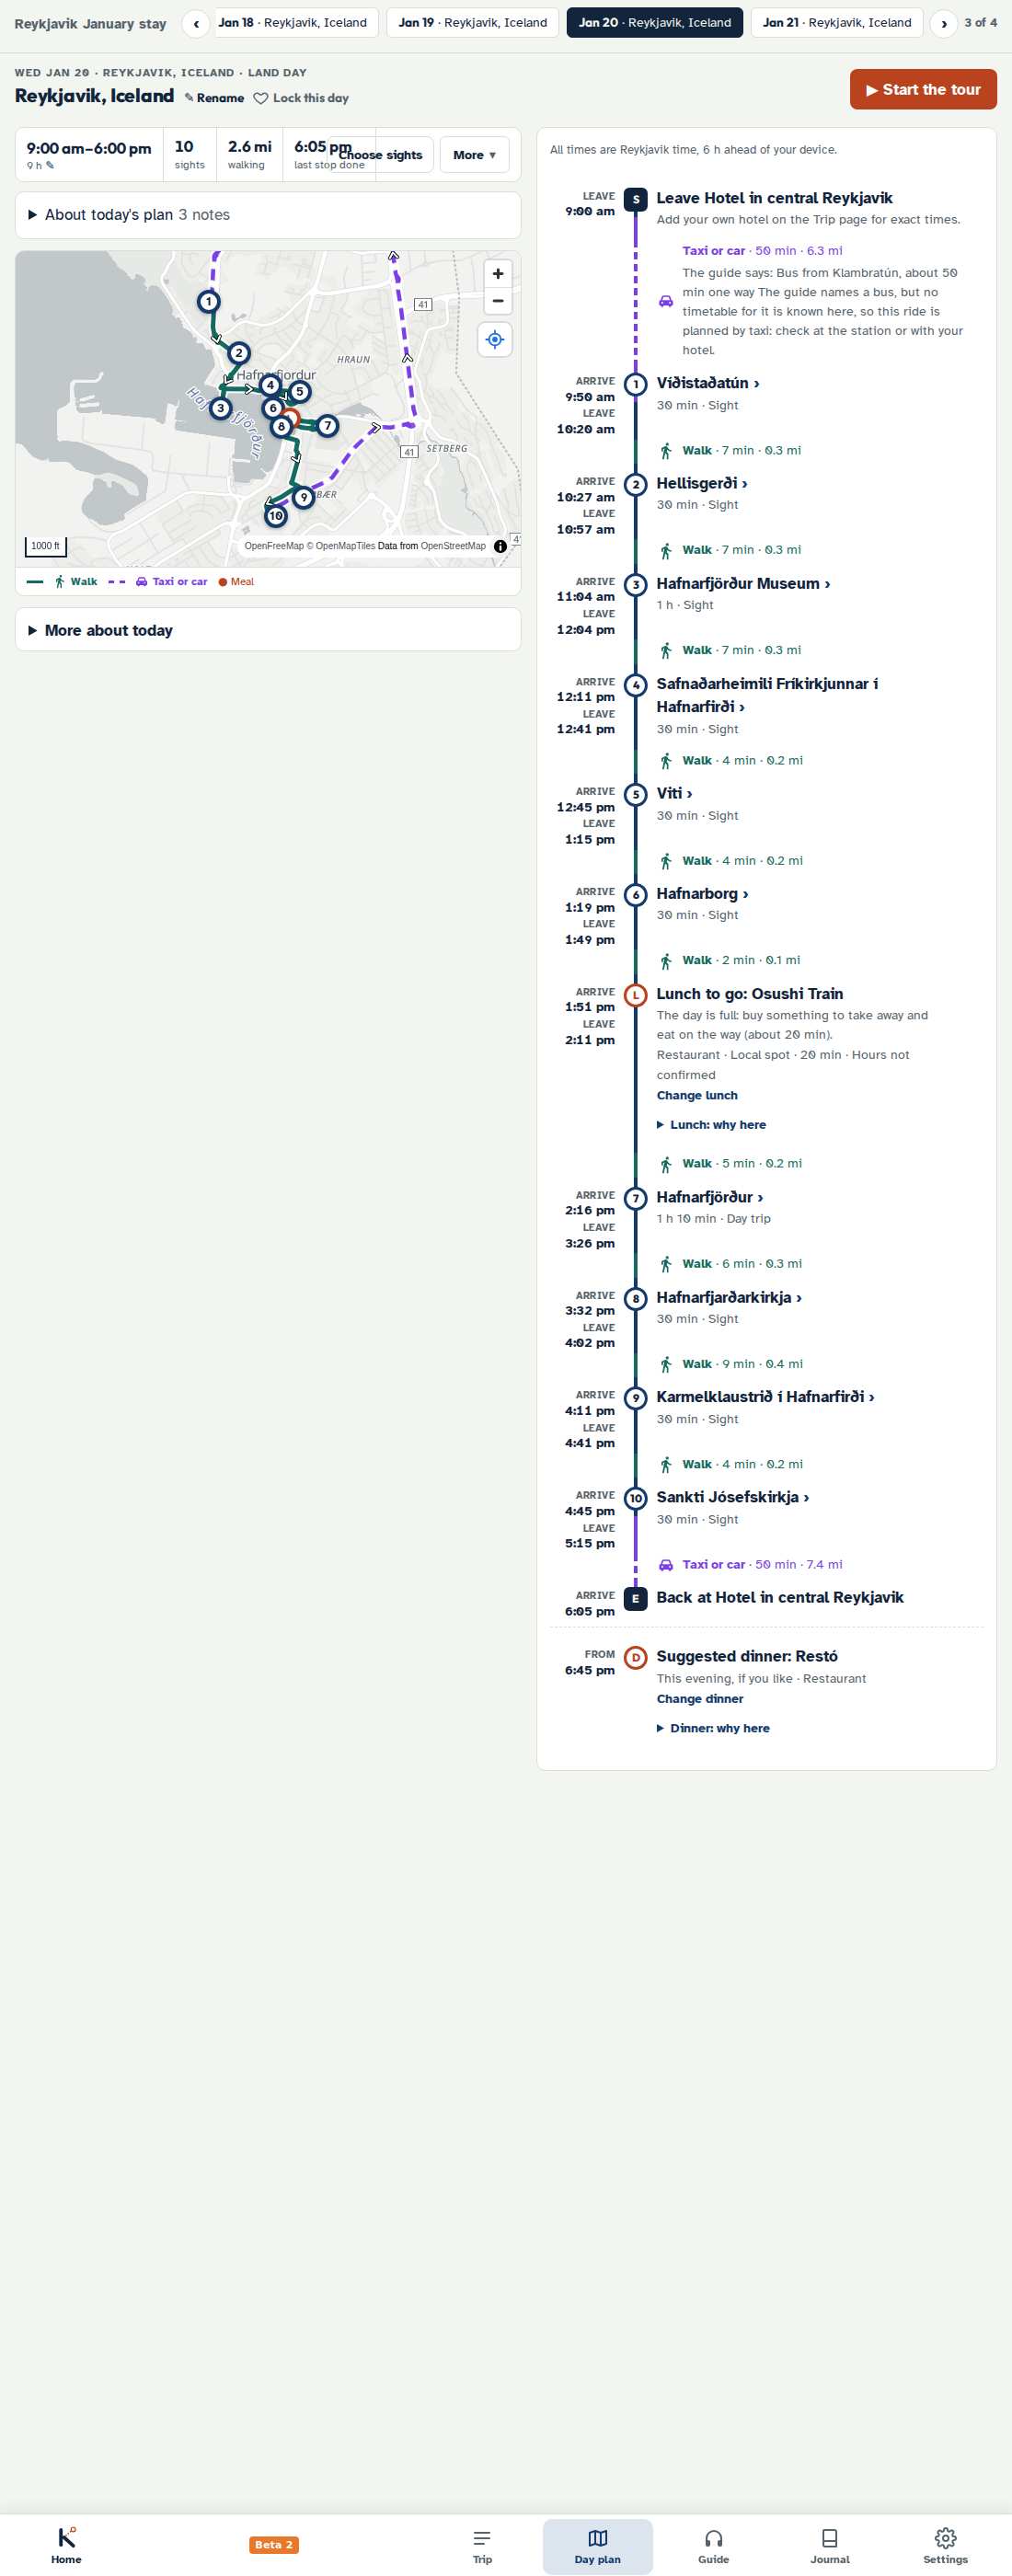 Reykjavik January stay
‹
Jan 18 · Reykjavik, Iceland
Jan 19 · Reykjavik, Iceland
Jan 20 · Reykjavik, Iceland
Jan 21 · Reykjavik, Iceland
›
3 of 4
WED JAN 20 · REYKJAVIK, ICELAND · LAND DAY
Reykjavik, Iceland ✎ Rename Lock this day
▶ Start the tour
9:00 am–6:00 pm
9 h ✎
10
sights
2.6 mi
walking
6:05 pm
last stop done
Choose sights
More ▾
▶ About today's plan 3 notes
1
2
3
4
5
6
7
8
9
10
Hafnarfjordur
HRAUN
SETBERG
41
41
1000 ft
OpenFreeMap © OpenMapTiles Data from OpenStreetMap
Walk Taxi or car Meal
▶ More about today
All times are Reykjavik time, 6 h ahead of your device.
LEAVE
9:00 am
S
Leave Hotel in central Reykjavik
Add your own hotel on the Trip page for exact times.
Taxi or car · 50 min · 6.3 mi
The guide says: Bus from Klambratún, about 50
min one way The guide names a bus, but no
timetable for it is known here, so this ride is
planned by taxi: check at the station or with your
hotel.
ARRIVE
9:50 am
LEAVE
10:20 am
1
Víðistaðatún ›
30 min · Sight
Walk · 7 min · 0.3 mi
ARRIVE
10:27 am
LEAVE
10:57 am
2
Hellisgerði ›
30 min · Sight
Walk · 7 min · 0.3 mi
ARRIVE
11:04 am
LEAVE
12:04 pm
3
Hafnarfjörður Museum ›
1 h · Sight
Walk · 7 min · 0.3 mi
ARRIVE
12:11 pm
LEAVE
12:41 pm
4
Safnaðarheimili Fríkirkjunnar í
Hafnarfirði ›
30 min · Sight
Walk · 4 min · 0.2 mi
ARRIVE
12:45 pm
LEAVE
1:15 pm
5
Viti ›
30 min · Sight
Walk · 4 min · 0.2 mi
ARRIVE
1:19 pm
LEAVE
1:49 pm
6
Hafnarborg ›
30 min · Sight
Walk · 2 min · 0.1 mi
ARRIVE
1:51 pm
LEAVE
2:11 pm
L
Lunch to go: Osushi Train
The day is full: buy something to take away and
eat on the way (about 20 min).
Restaurant · Local spot · 20 min · Hours not
confirmed
Change lunch
▶ Lunch: why here
Walk · 5 min · 0.2 mi
ARRIVE
2:16 pm
LEAVE
3:26 pm
7
Hafnarfjörður ›
1 h 10 min · Day trip
Walk · 6 min · 0.3 mi
ARRIVE
3:32 pm
LEAVE
4:02 pm
8
Hafnarfjarðarkirkja ›
30 min · Sight
Walk · 9 min · 0.4 mi
ARRIVE
4:11 pm
LEAVE
4:41 pm
9
Karmelklaustrið í Hafnarfirði ›
30 min · Sight
Walk · 4 min · 0.2 mi
ARRIVE
4:45 pm
LEAVE
5:15 pm
10
Sankti Jósefskirkja ›
30 min · Sight
Taxi or car · 50 min · 7.4 mi
ARRIVE
6:05 pm
E
Back at Hotel in central Reykjavik
FROM
6:45 pm
D
Suggested dinner: Restó
This evening, if you like · Restaurant
Change dinner
▶ Dinner: why here
Home
Beta 2
Trip
Day plan
Guide
Journal
Settings